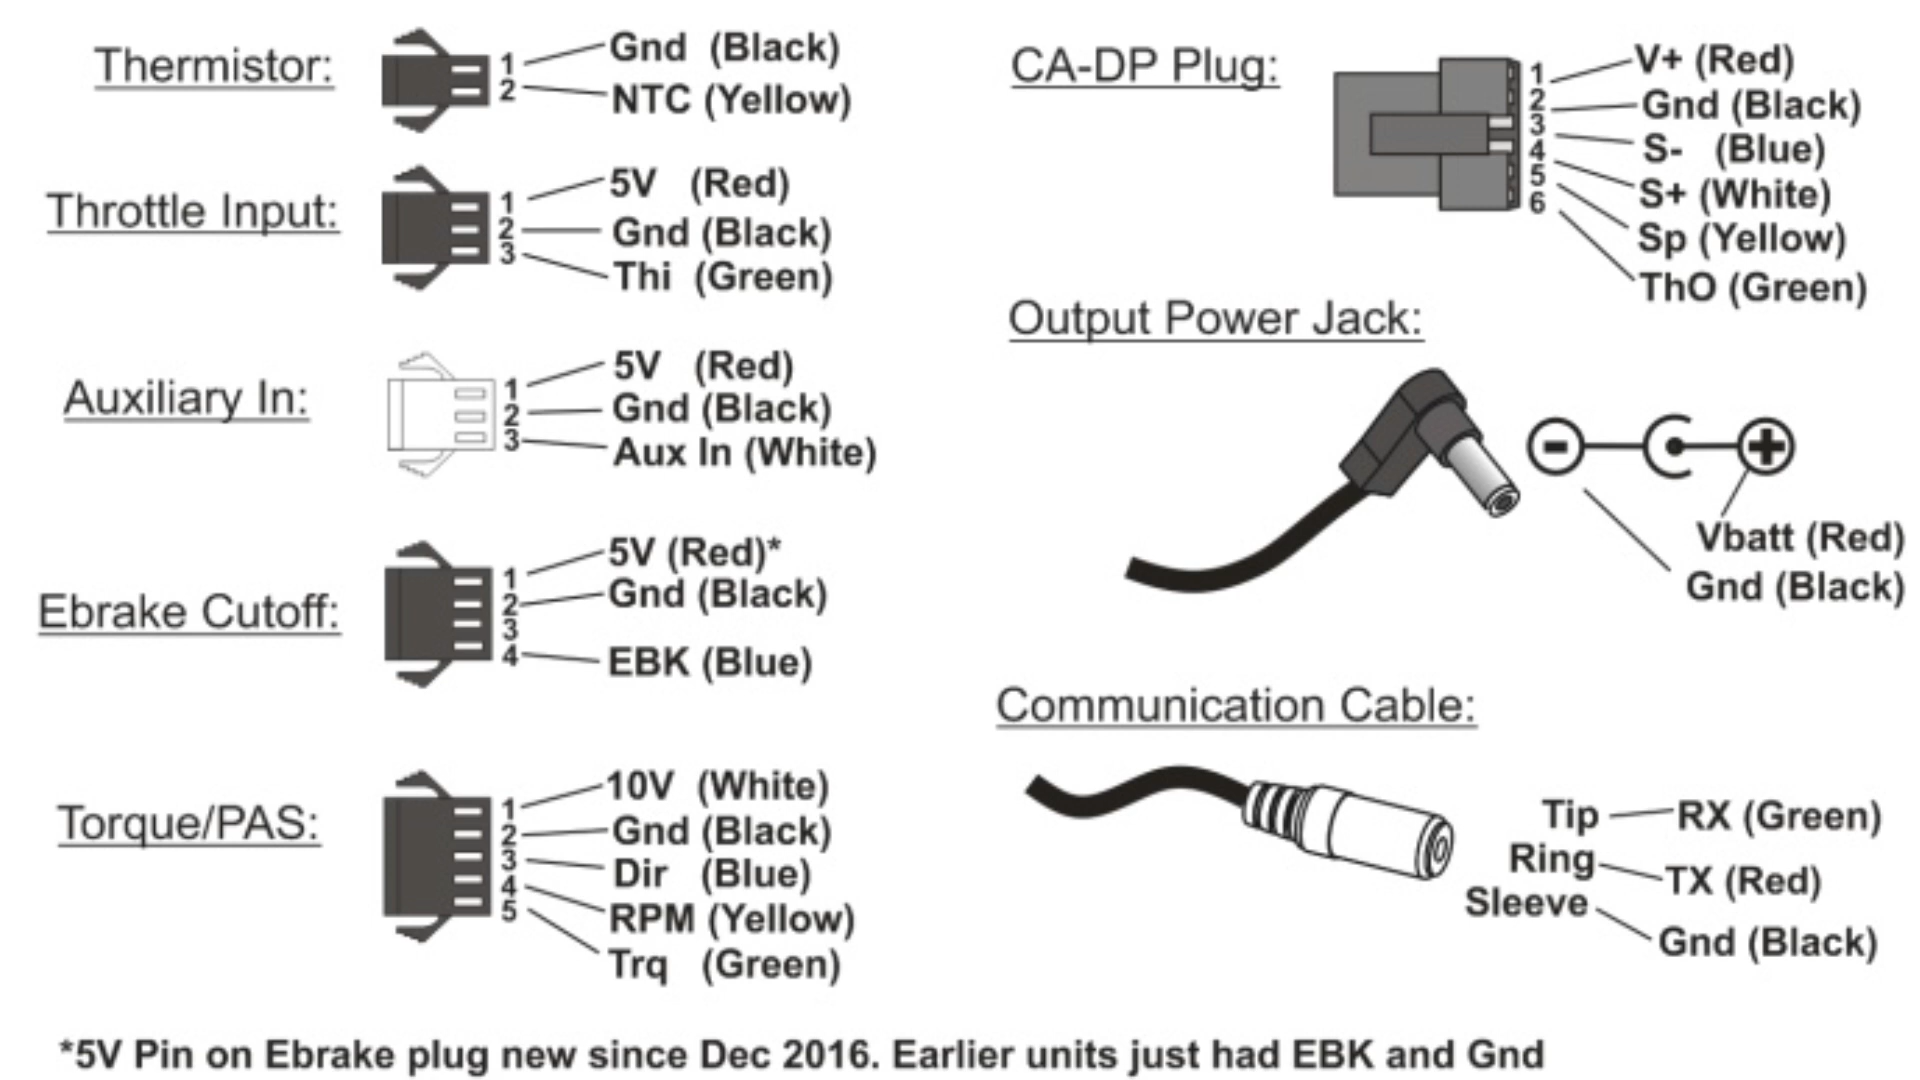 Thermistor:
1 Gnd (Black)
2 NTC (Yellow)
Throttle Input:
1 5V (Red)
2 Gnd (Black)
3 Thi (Green)
Auxiliary In:
1 5V (Red)
2 Gnd (Black)
3 Aux In (White)
Ebrake Cutoff:
1 5V (Red)*
2 Gnd (Black)
3
4 EBK (Blue)
Torque/PAS:
1 10V (White)
2 Gnd (Black)
3 Dir (Blue)
4 RPM (Yellow)
5 Trq (Green)
CA-DP Plug:
1 V+ (Red)
2 Gnd (Black)
3 S- (Blue)
4 S+ (White)
5 Sp (Yellow)
6 ThO (Green)
Output Power Jack:
- +
Vbatt (Red)
Gnd (Black)
Communication Cable:
Tip RX (Green)
Ring TX (Red)
Sleeve Gnd (Black)
*5V Pin on Ebrake plug new since Dec 2016. Earlier units just had EBK and Gnd